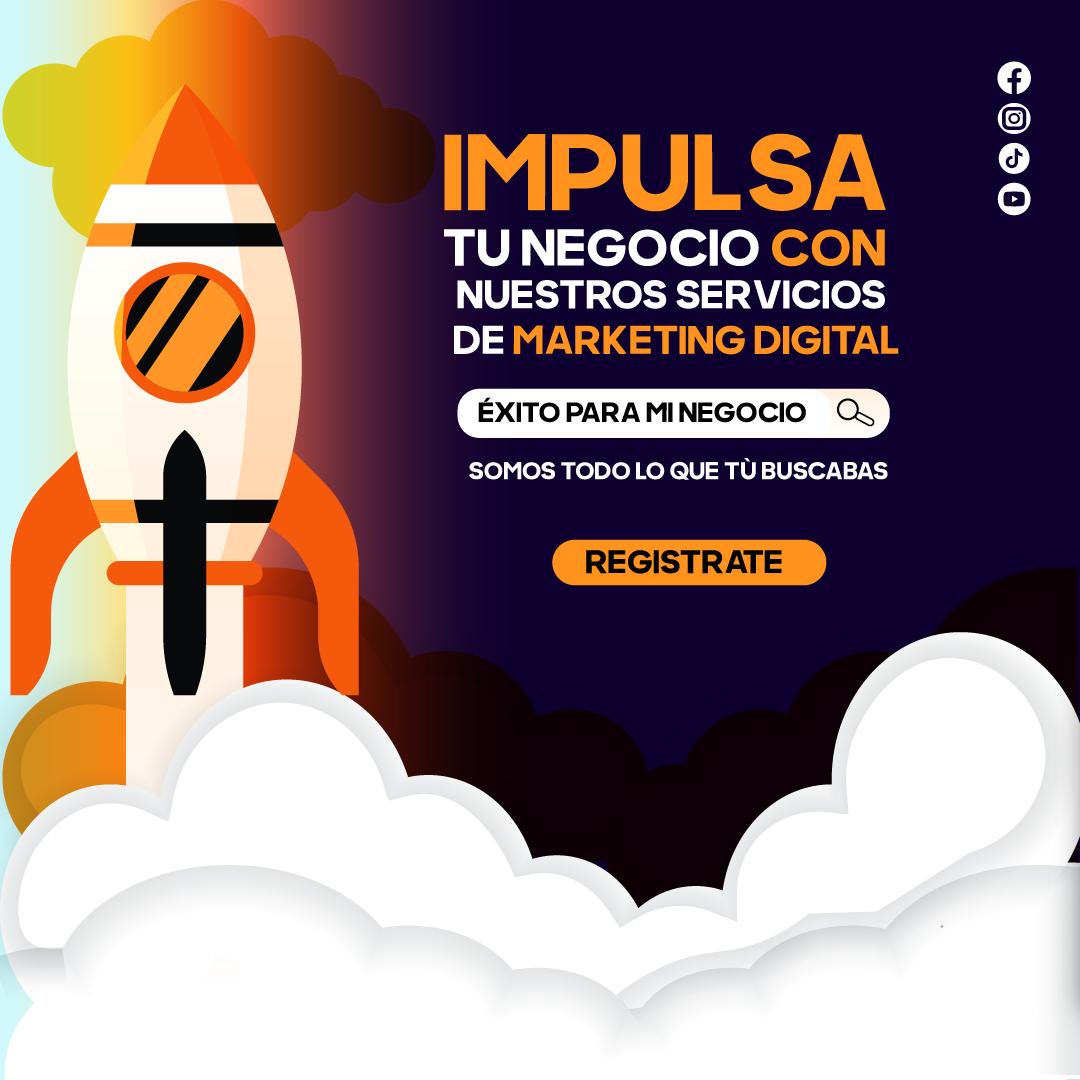 IMPULSA
TU NEGOCIO CON
NUESTROS SERVICIOS
DE MARKETING DIGITAL
ÉXITO PARA MI NEGOCIO
SOMOS TODO LO QUE TÙ BUSCABAS
REGISTRATE